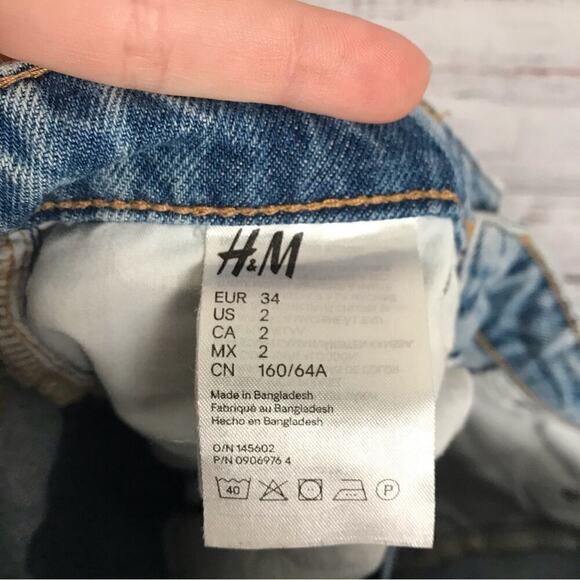 H&M
EUR 34
US 2
CA 2
MX 2
CN 160/64A
Made in Bangladesh
Fabriqué au Bangladesh
Hecho en Bangladesh
O/N 145602
P/N 0906976 4
40 P